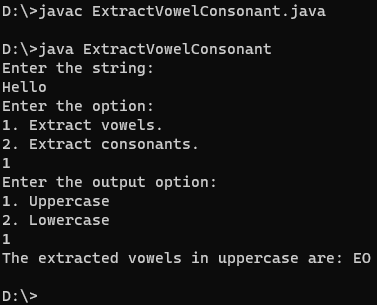 D:\>javac ExtractVowelConsonant.java
D:\>java ExtractVowelConsonant
Enter the string:
Hello
Enter the option:
1. Extract vowels.
2. Extract consonants.
1
Enter the output option:
1. Uppercase
2. Lowercase
1
The extracted vowels in uppercase are: EO
D:\>